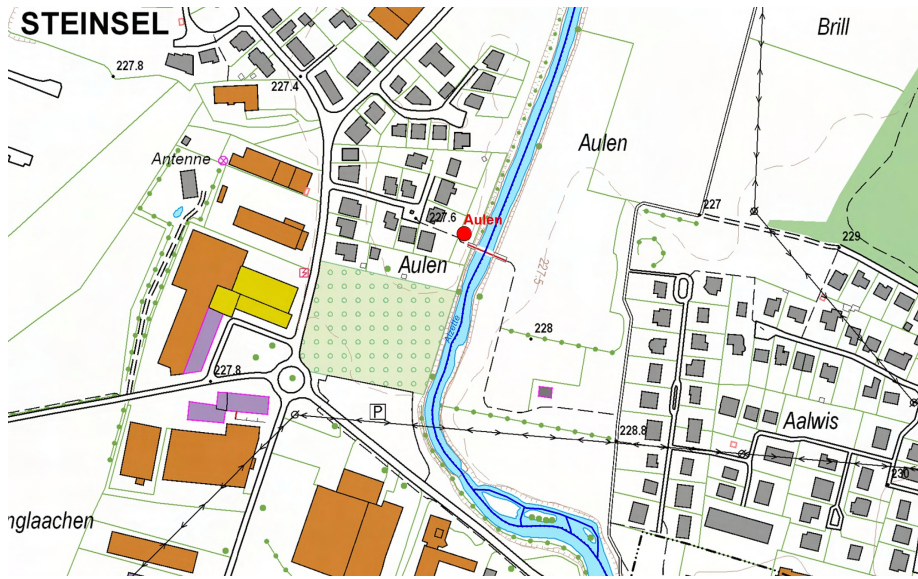 STEINSEL
Brill
227.8
227.4
Aulen
Antenne
227
227.6
Aulen
229
Aulen
227.5
Alzette
228
227.8
P
Aalwis
228.8
230
nglaachen